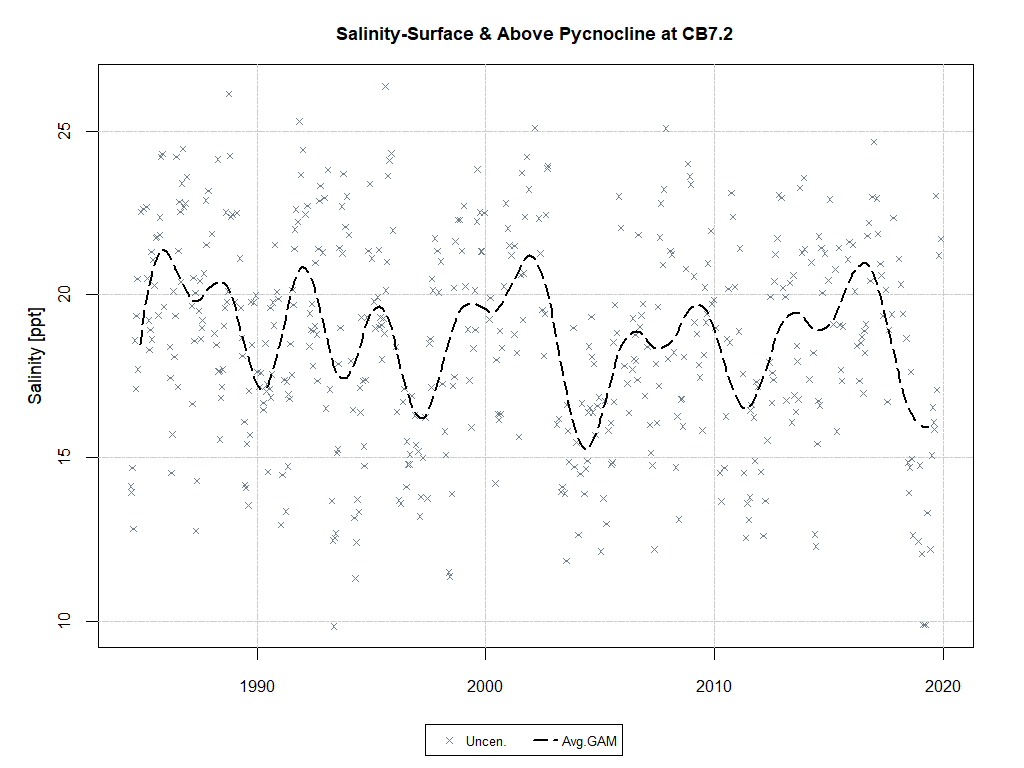 Salinity-Surface & Above Pycnocline at CB7.2
Salinity [ppt]
25
20
15
10
1990 2000 2010 2020
Uncen. Avg.GAM